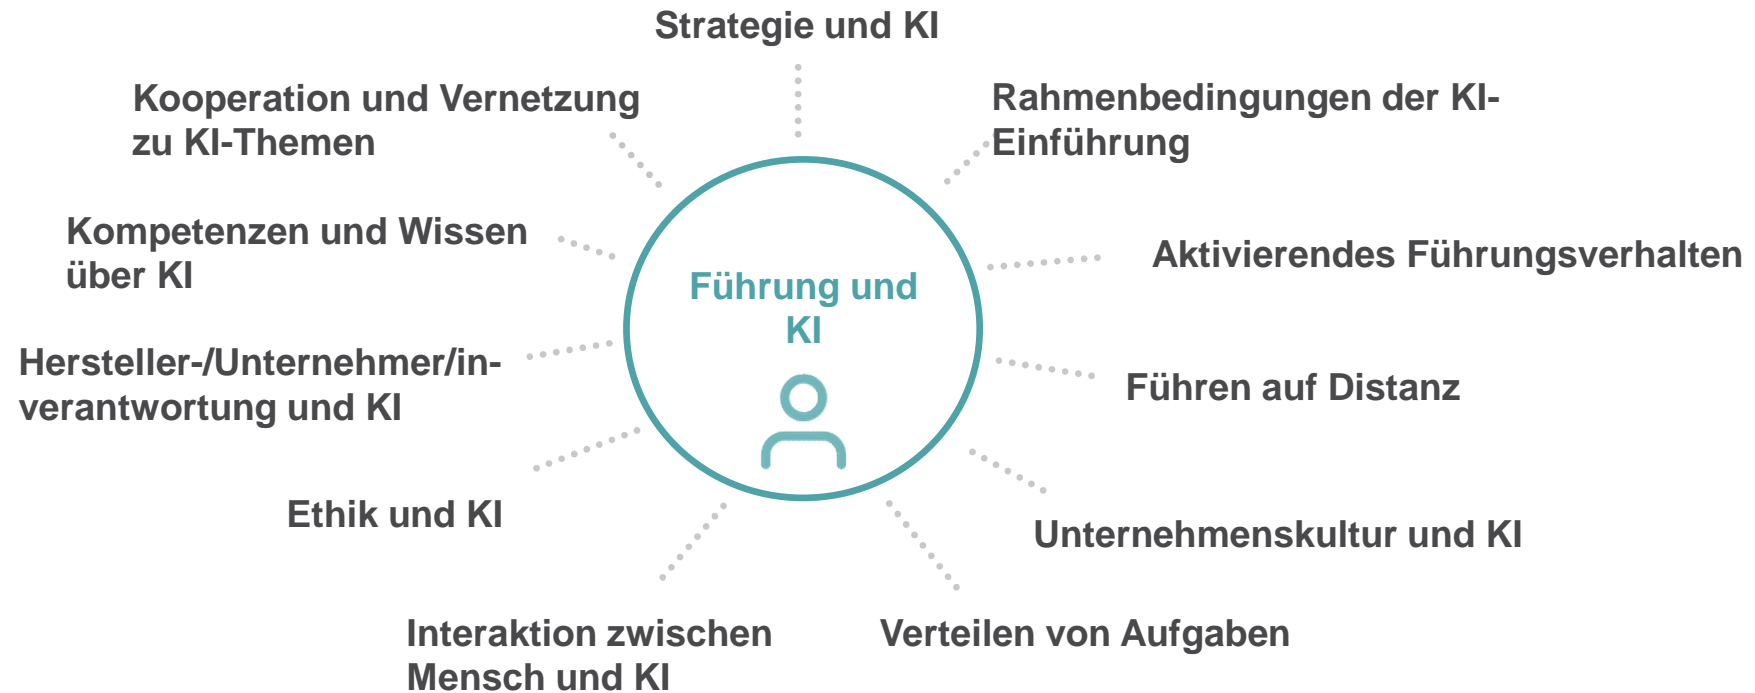 Strategie und KI
Kooperation und Vernetzung
zu KI-Themen
Rahmenbedingungen der KI-
Einführung
Kompetenzen und Wissen
über KI
Aktivierendes Führungsverhalten
Führung und
KI
Hersteller-/Unternehmer/in-
verantwortung und KI
Führen auf Distanz
Ethik und KI
Unternehmenskultur und KI
Interaktion zwischen
Mensch und KI
Verteilen von Aufgaben